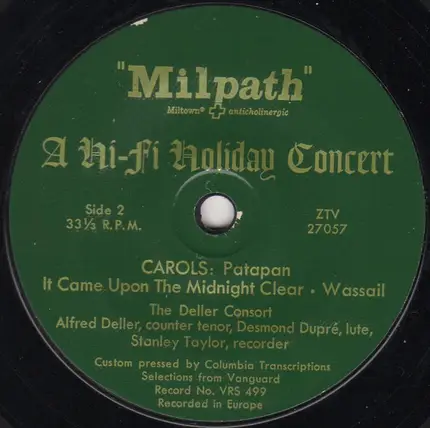 "Milpath"
Miltown® + anticholinergic
A Hi-Fi Holiday Concert
Side 2
33⅓ R.P.M.
ZTV
27057
CAROLS: Patapan
It Came Upon The Midnight Clear • Wassail
The Deller Consort
Alfred Deller, counter tenor, Desmond Dupré, lute,
Stanley Taylor, recorder
Custom pressed by Columbia Transcriptions
Selections from Vanguard
Record No. VRS 499
Recorded in Europe